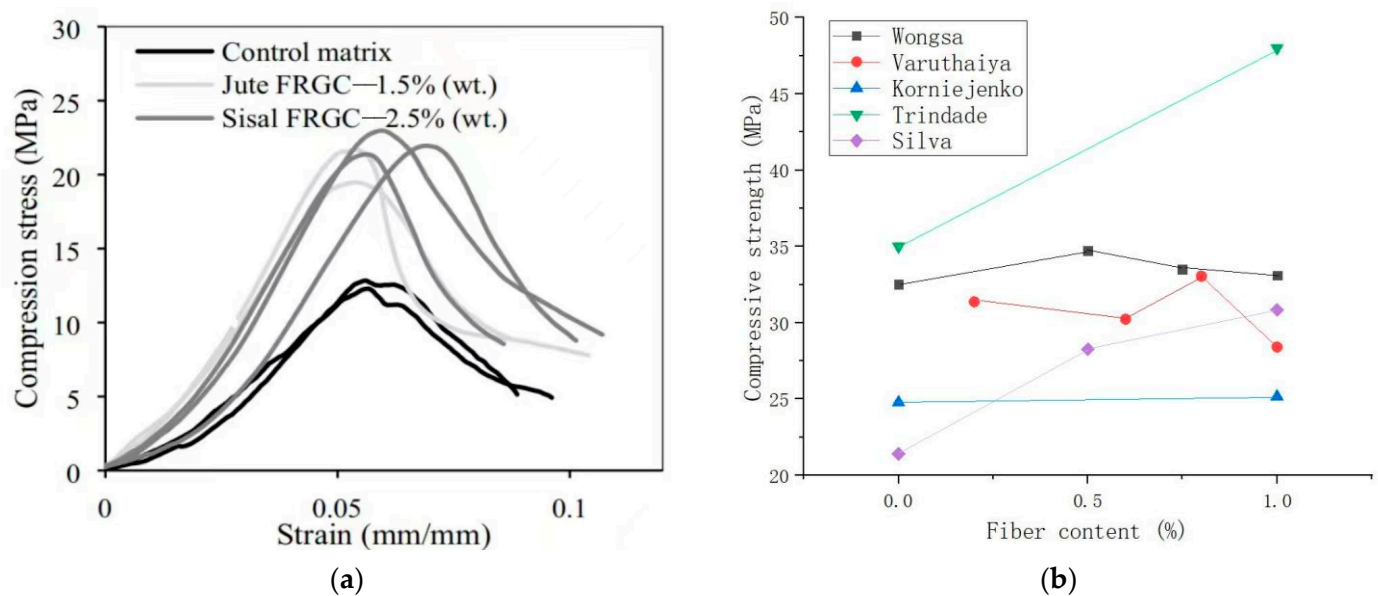 30
25
20
15
10
5
0
Compression stress (MPa)
Control matrix
Jute FRGC—1.5% (wt.)
Sisal FRGC—2.5% (wt.)
0
0.05
0.1
Strain (mm/mm)
(a)
50
45
40
35
30
25
20
Compressive strength (MPa)
Wongsa
Varuthaiya
Korniejenko
Trindade
Silva
0.0
0.5
1.0
Fiber content (%)
(b)